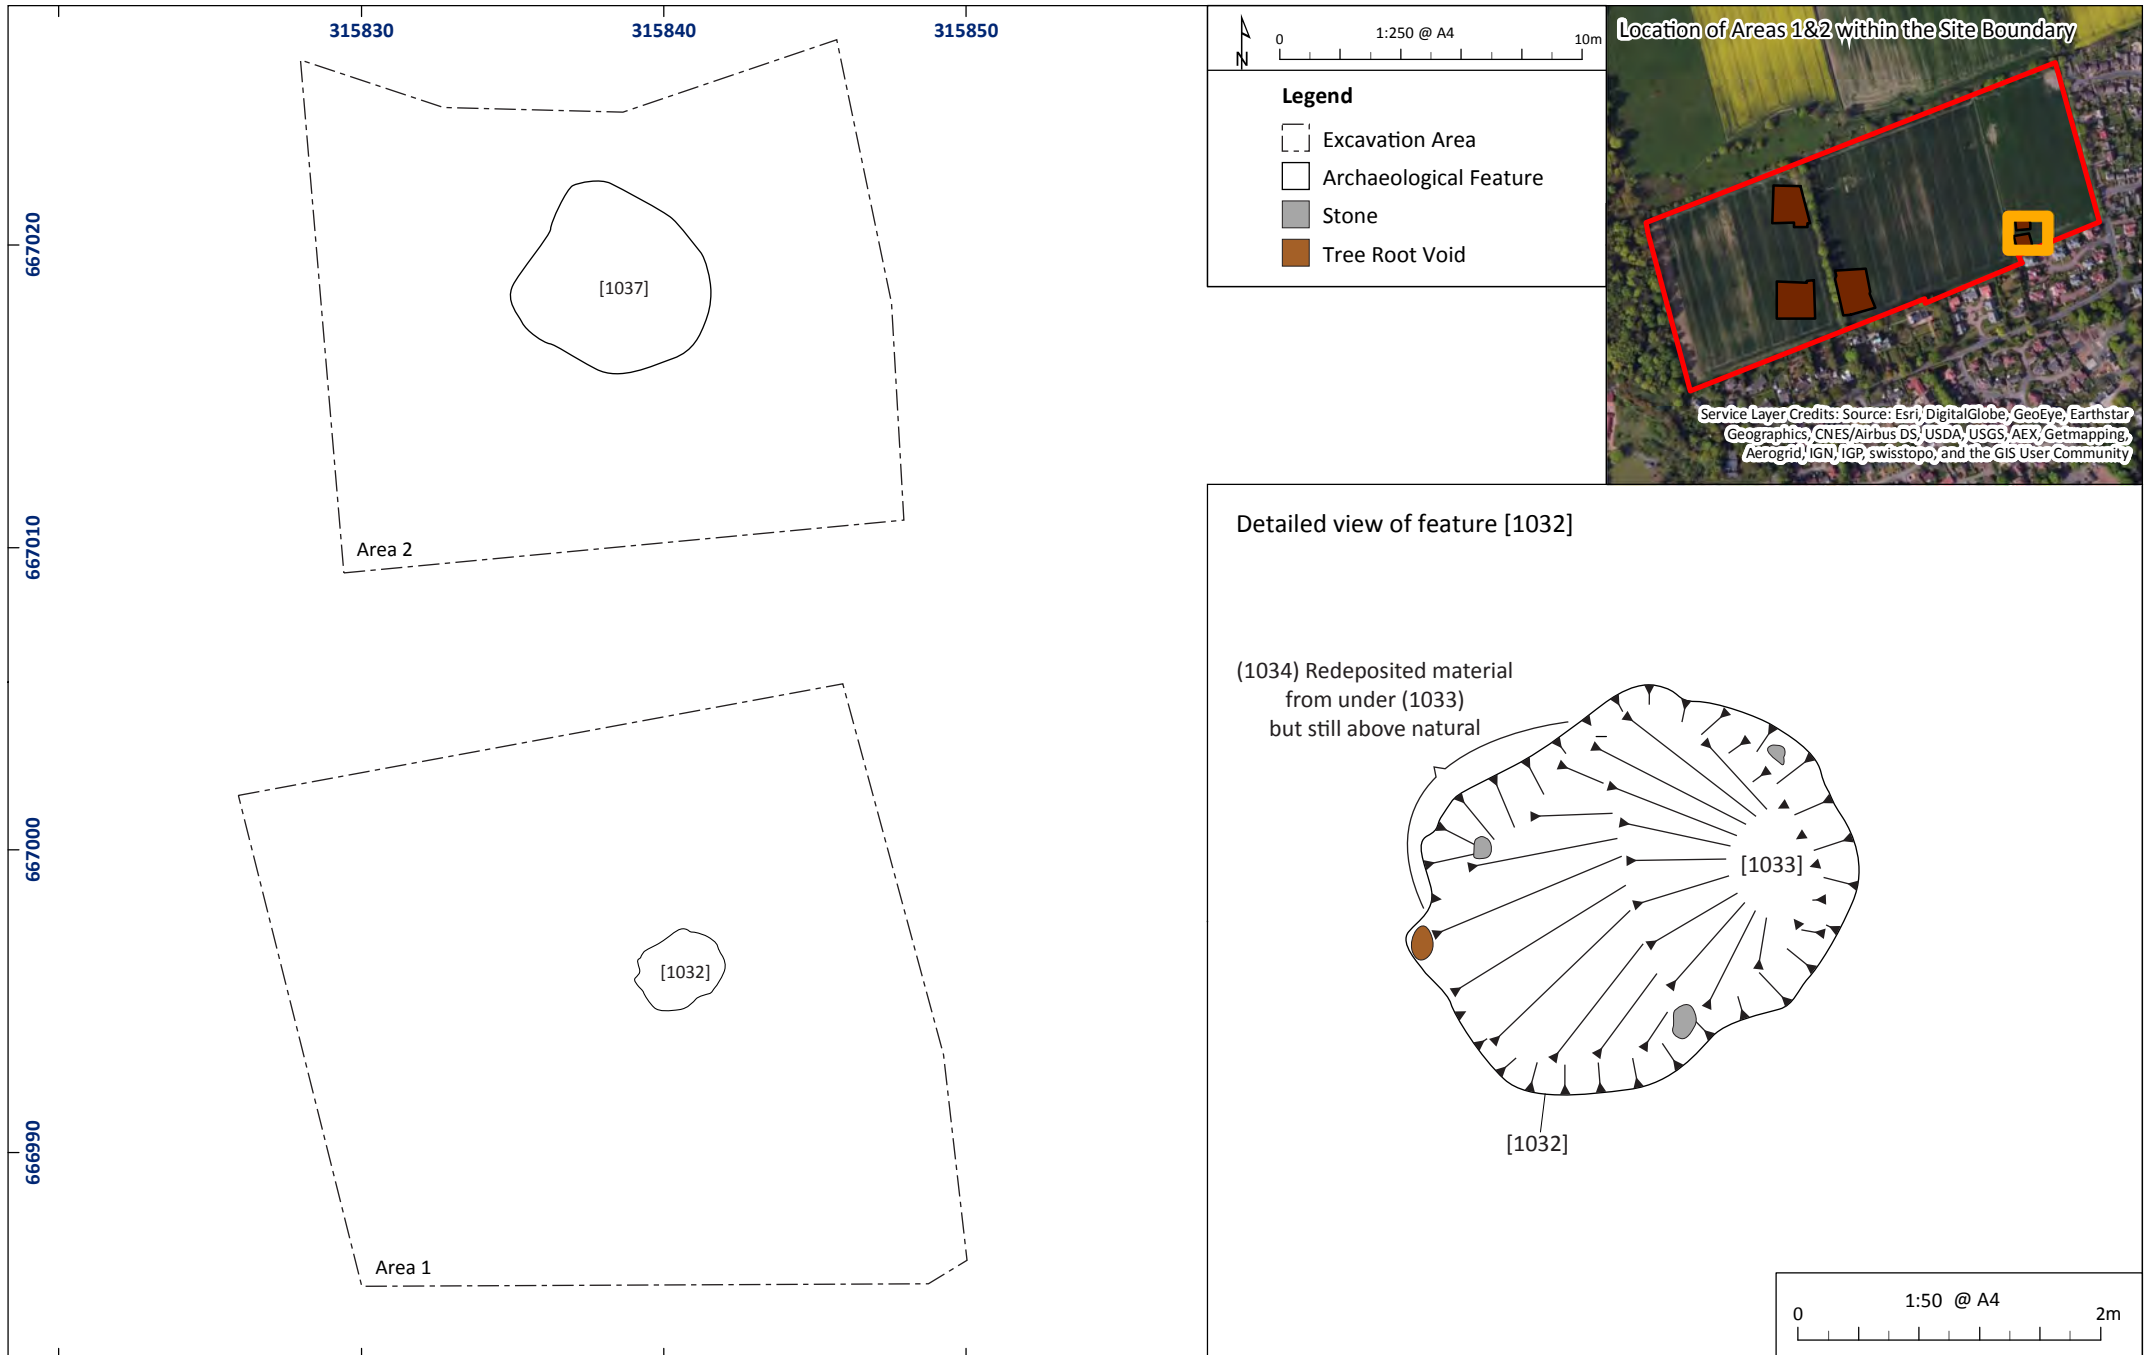 315830
315840
315850
667020
667010
667000
666990
[1037]
Area 2
[1032]
Area 1
N
0
1:250 @ A4
10m
Legend
Excavation Area
Archaeological Feature
Stone
Tree Root Void
Location of Areas 1&2 within the Site Boundary
Service Layer Credits: Source: Esri, DigitalGlobe, GeoEye, Earthstar
Geographics, CNES/Airbus DS, USDA, USGS, AEX, Getmapping,
Aerogrid, IGN, IGP, swisstopo, and the GIS User Community
Detailed view of feature [1032]
(1034) Redeposited material
from under (1033)
but still above natural
[1033]
[1032]
1:50 @ A4
0
2m